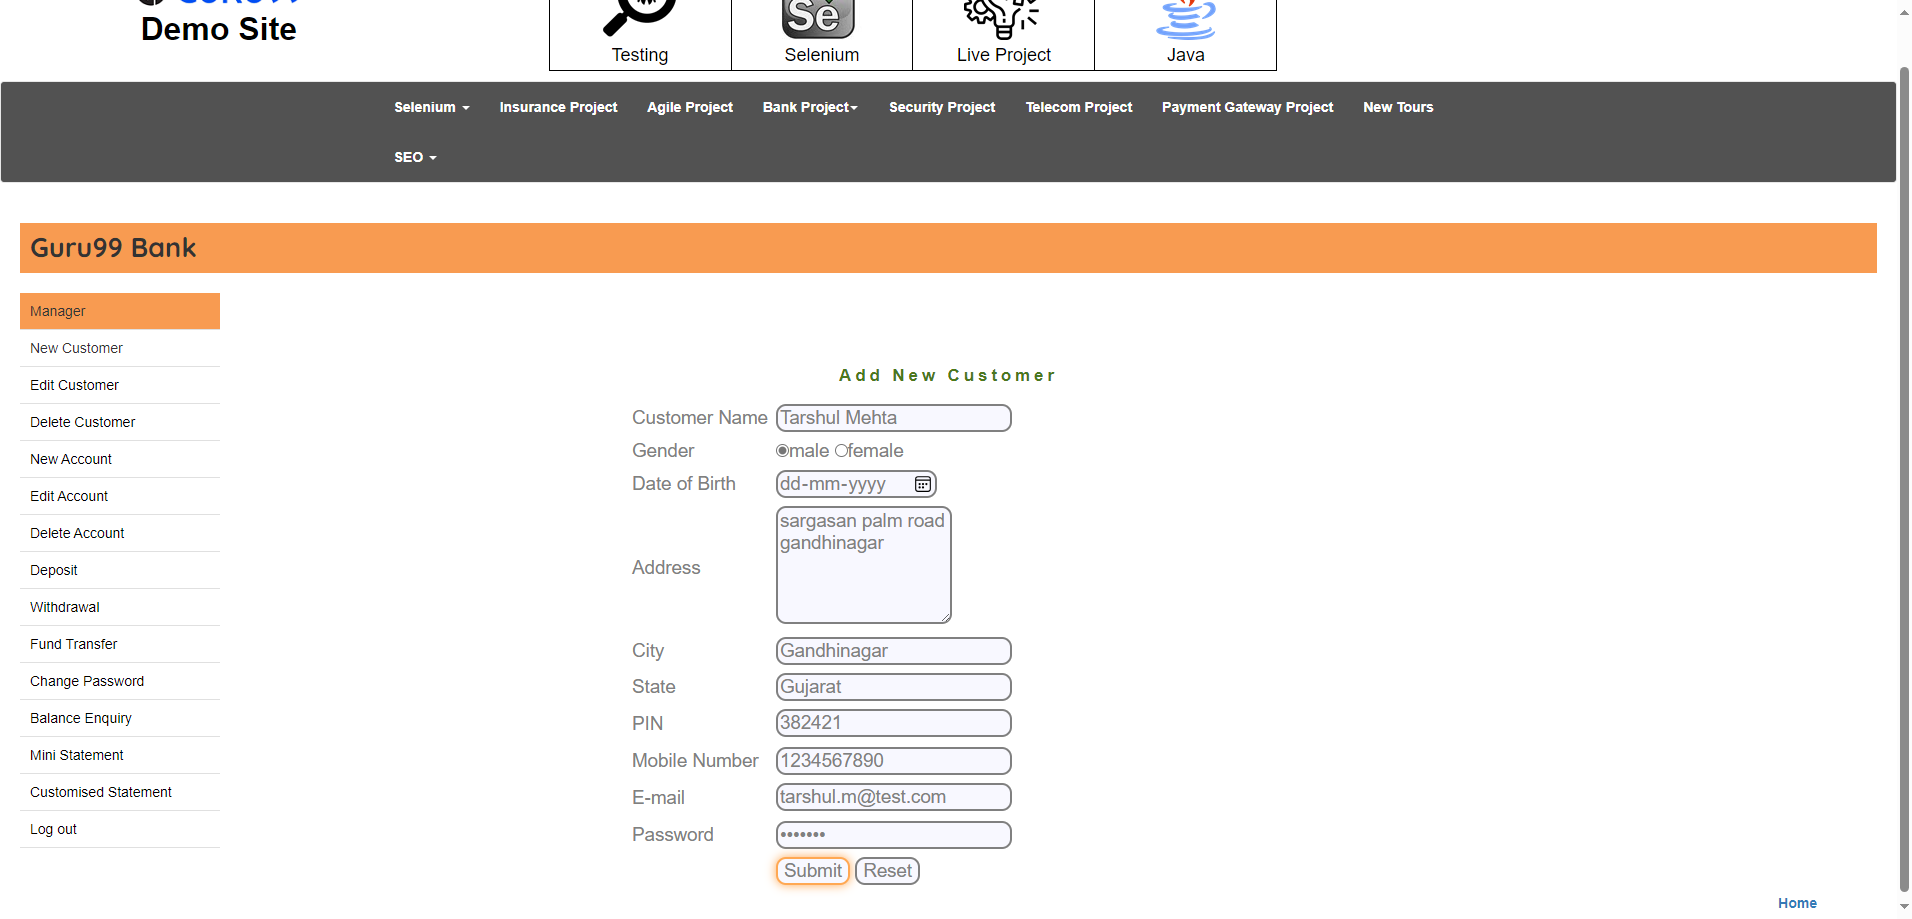 Demo Site
Testing
Selenium
Live Project
Java
Selenium
Insurance Project
Agile Project
Bank Project
Security Project
Telecom Project
Payment Gateway Project
New Tours
SEO
Guru99 Bank
Manager
New Customer
Edit Customer
Delete Customer
New Account
Edit Account
Delete Account
Deposit
Withdrawal
Fund Transfer
Change Password
Balance Enquiry
Mini Statement
Customised Statement
Log out
Add New Customer
Customer Name Tarshul Mehta
Gender male female
Date of Birth dd-mm-yyyy
Address sargasan palm road
gandhinagar
City Gandhinagar
State Gujarat
PIN 382421
Mobile Number 1234567890
E-mail tarshul.m@test.com
Password •••••••
Submit Reset
Home